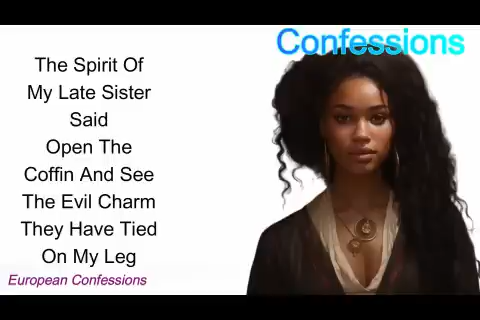 Confessions
The Spirit Of
My Late Sister
Said
Open The
Coffin And See
The Evil Charm
They Have Tied
On My Leg
European Confessions